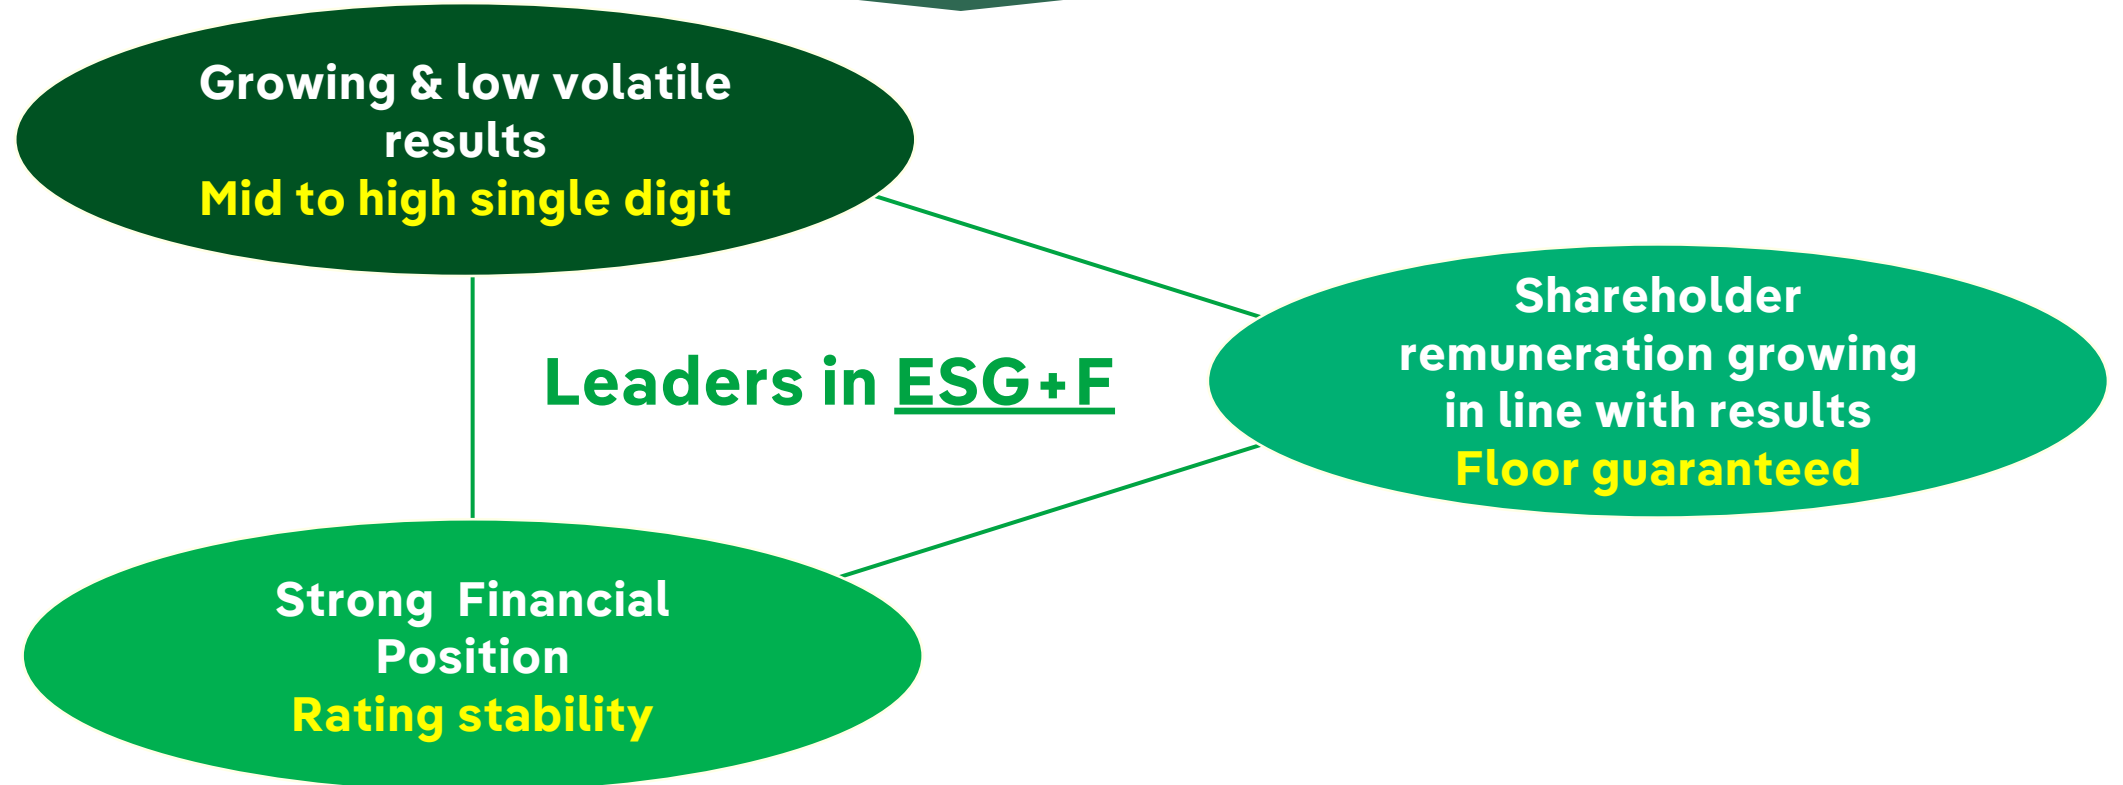 Growing & low volatile
results
Mid to high single digit
Shareholder
remuneration growing
in line with results
Floor guaranteed
Leaders in ESG+F
Strong Financial
Position
Rating stability